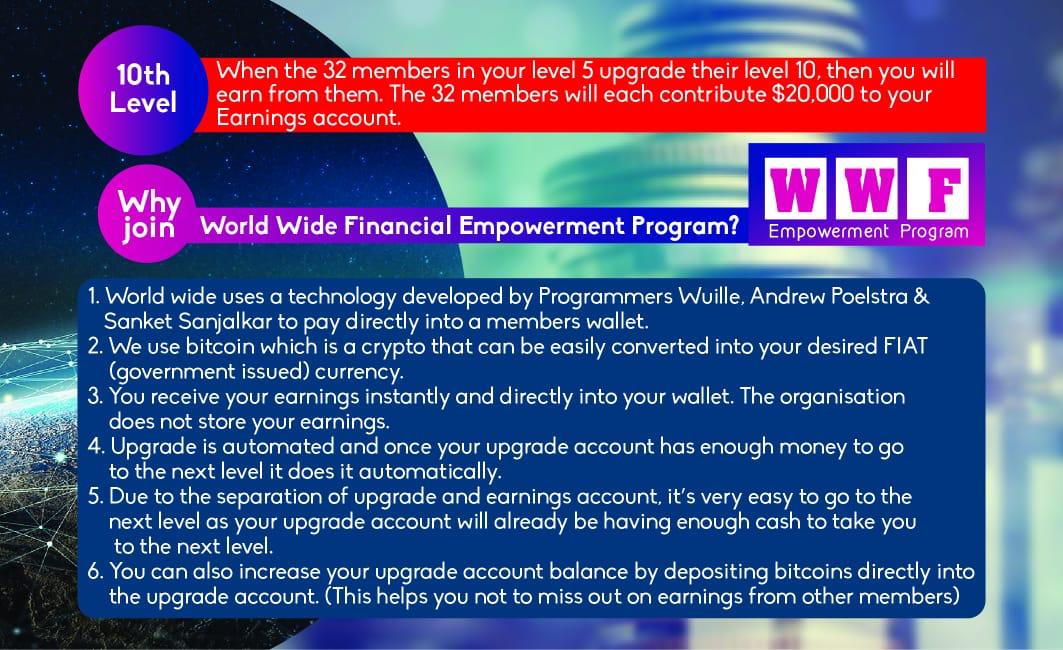 10th
Level
When the 32 members in your level 5 upgrade their level 10, then you will
earn from them. The 32 members will each contribute $20,000 to your
Earnings account.
Why
join
World Wide Financial Empowerment Program?
W W F
Empowerment Program
1. World wide uses a technology developed by Programmers Wuille, Andrew Poelstra &
Sanket Sanjalkar to pay directly into a members wallet.
2. We use bitcoin which is a crypto that can be easily converted into your desired FIAT
(government issued) currency.
3. You receive your earnings instantly and directly into your wallet. The organisation
does not store your earnings.
4. Upgrade is automated and once your upgrade account has enough money to go
to the next level it does it automatically.
5. Due to the separation of upgrade and earnings account, it's very easy to go to the
next level as your upgrade account will already be having enough cash to take you
to the next level.
6. You can also increase your upgrade account balance by depositing bitcoins directly into
the upgrade account. (This helps you not to miss out on earnings from other members)